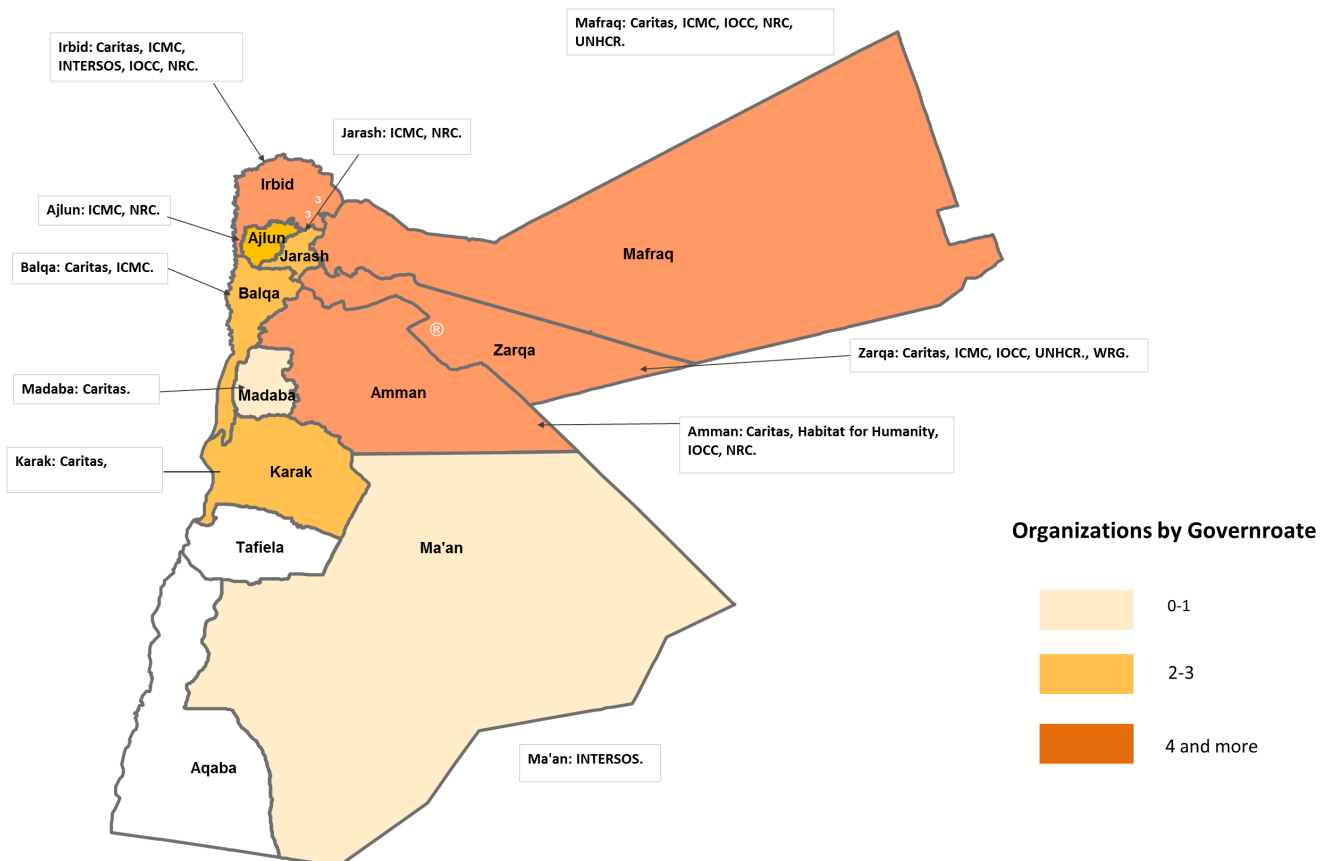 Mafraq: Caritas, ICMC, IOCC, NRC,
UNHCR.
Irbid: Caritas, ICMC,
INTERSOS, IOCC, NRC.
Jarash: ICMC, NRC.
Irbid
3
3
Ajlun: ICMC, NRC.
Ajlun
Jarash
Mafraq
Balqa: Caritas, ICMC.
Balqa
®
Zarqa
Zarqa: Caritas, ICMC, IOCC, UNHCR., WRG.
Madaba: Caritas.
Madaba
Amman
Amman: Caritas, Habitat for Humanity,
IOCC, NRC.
Karak: Caritas,
Karak
Organizations by Governroate
Tafiela
Ma'an
0-1
2-3
4 and more
Ma'an: INTERSOS.
Aqaba